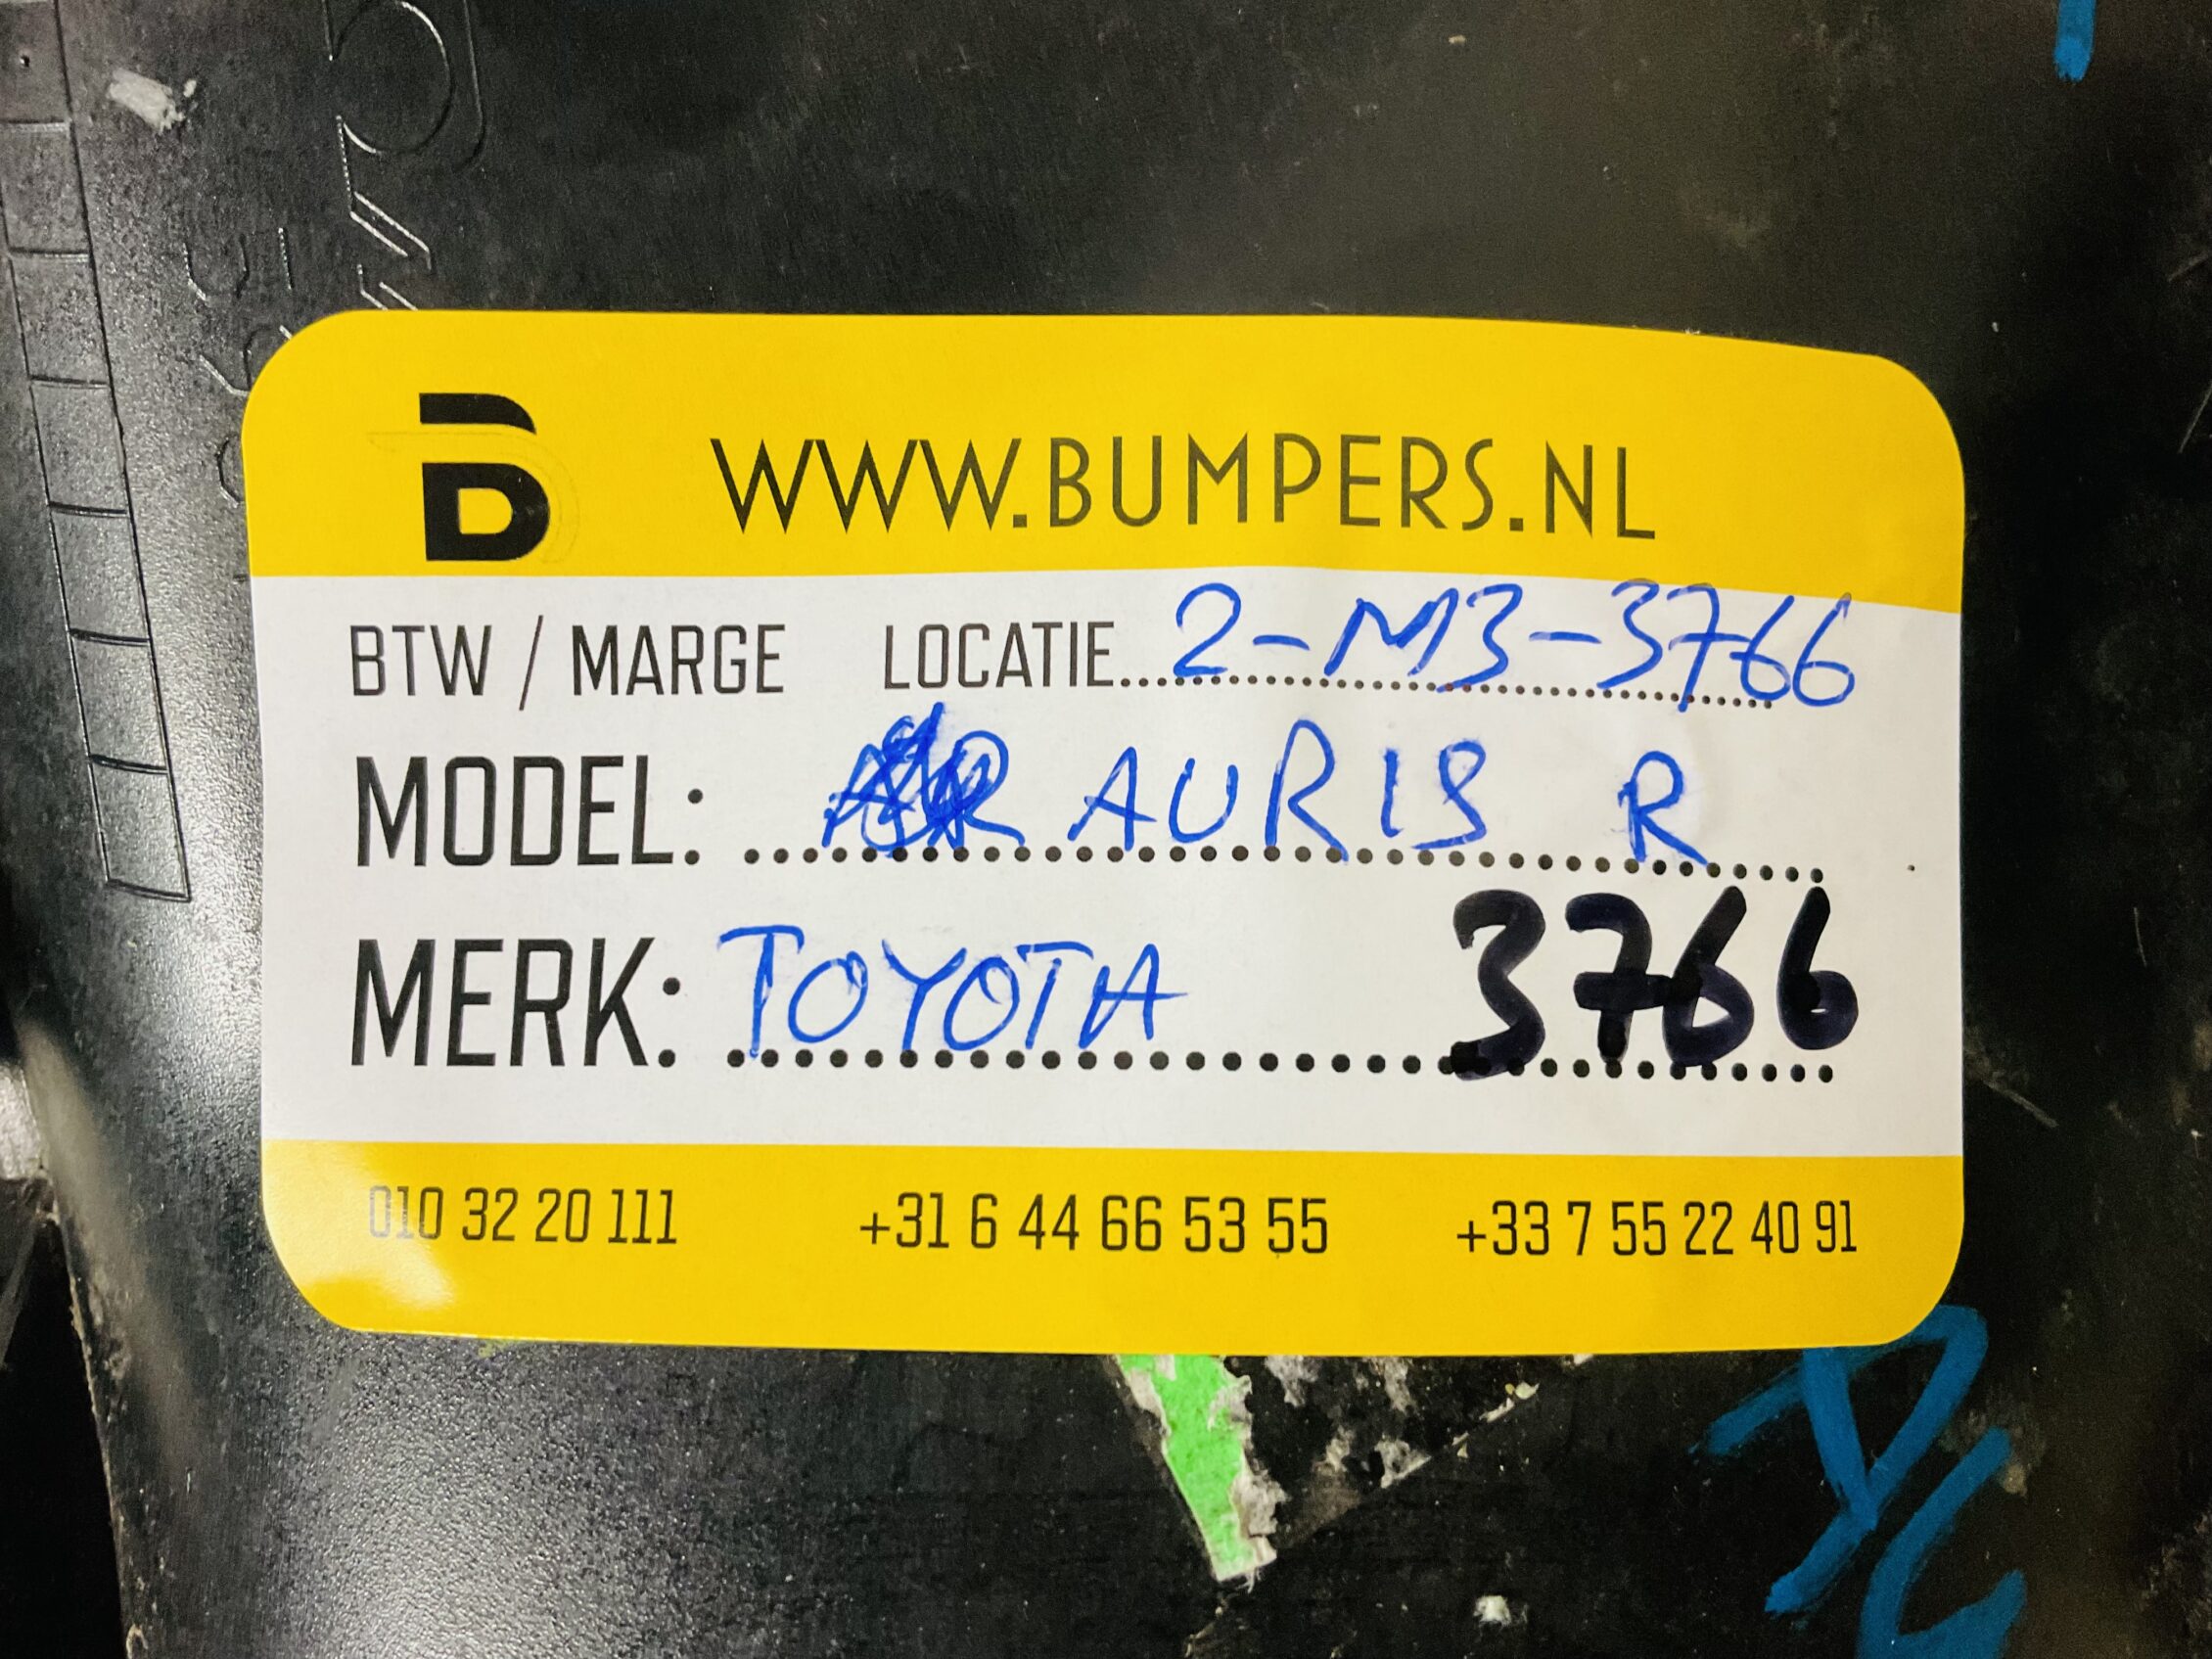 WWW.BUMPERS.NL
BTW / MARGE LOCATIE 2-M3-3766
MODEL: AURIS R
MERK: TOYOTA 3766
010 32 20 111 +31 6 44 66 53 55 +33 7 55 22 40 91